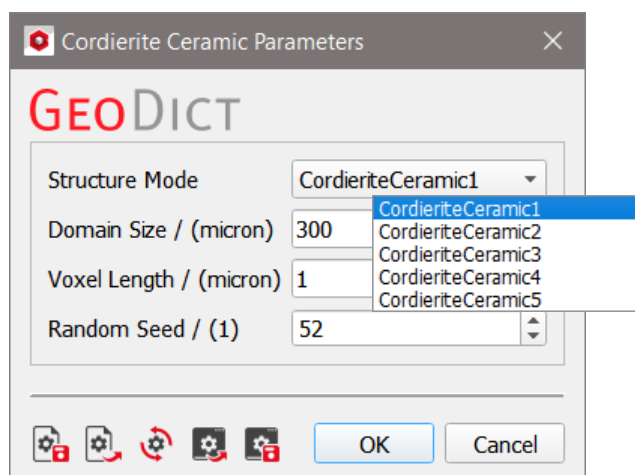 Cordierite Ceramic Parameters
GEODICT
Structure Mode CordieriteCeramic1
CordieriteCeramic1
Domain Size / (micron) 300 CordieriteCeramic2
CordieriteCeramic3
Voxel Length / (micron) 1 CordieriteCeramic4
CordieriteCeramic5
Random Seed / (1) 52
OK Cancel